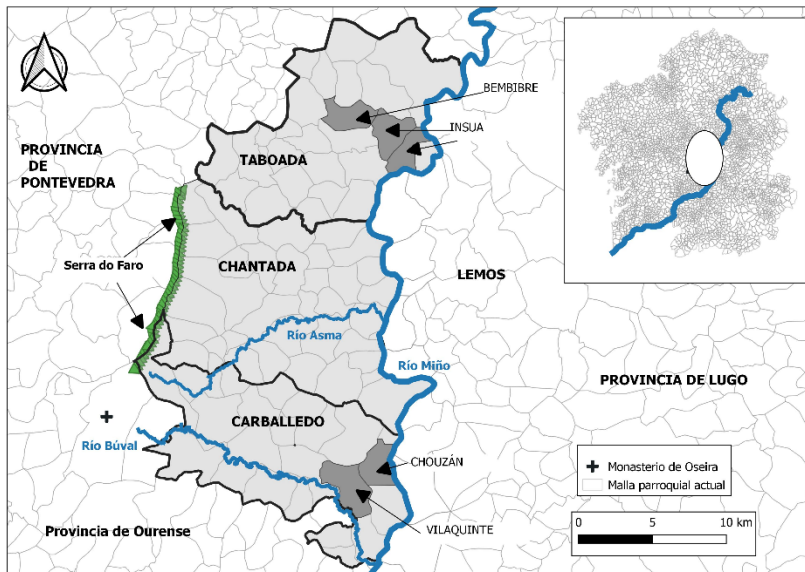 BEMBIBRE
INSUA
PROVINCIA
DE
PONTEVEDRA
TABOADA
Serra do Faro
CHANTADA
LEMOS
Río Asma
Río Miño
PROVINCIA DE LUGO
CARBALLEDO
Río Búval
CHOUZÁN
Monasterio de Oseira
Malla parroquial actual
VILAQUINTE
Provincia de Ourense
0 5 10 km